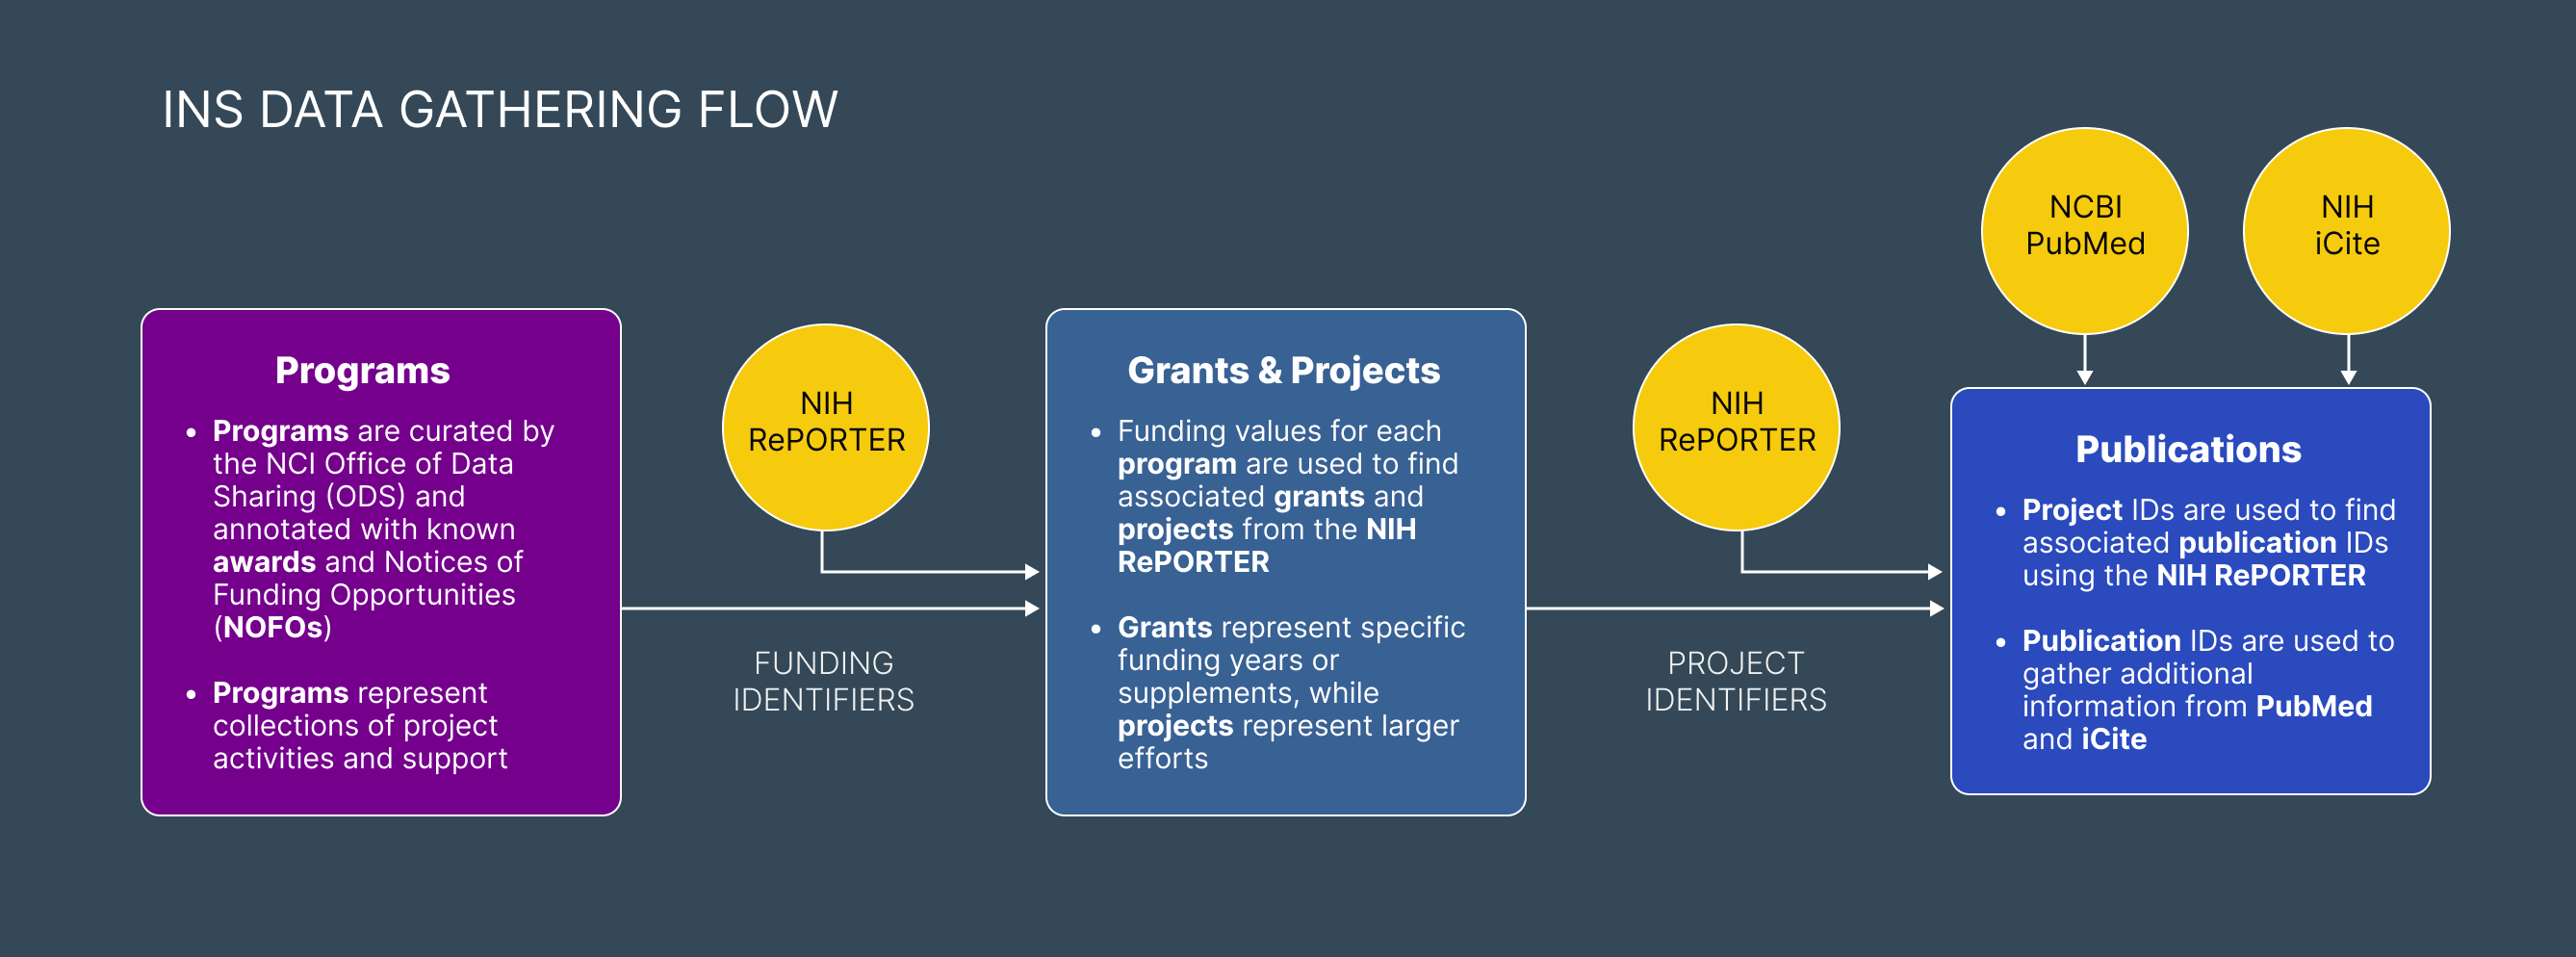 INS DATA GATHERING FLOW
Programs
• Programs are curated by
the NCI Office of Data
Sharing (ODS) and
annotated with known
awards and Notices of
Funding Opportunities
(NOFOs)
• Programs represent
collections of project
activities and support
NIH
RePORTER
FUNDING
IDENTIFIERS
Grants & Projects
• Funding values for each
program are used to find
associated grants and
projects from the NIH
RePORTER
• Grants represent specific
funding years or
supplements, while
projects represent larger
efforts
NIH
RePORTER
PROJECT
IDENTIFIERS
NCBI
PubMed
NIH
iCite
Publications
• Project IDs are used to find
associated publication IDs
using the NIH RePORTER
• Publication IDs are used to
gather additional
information from PubMed
and iCite